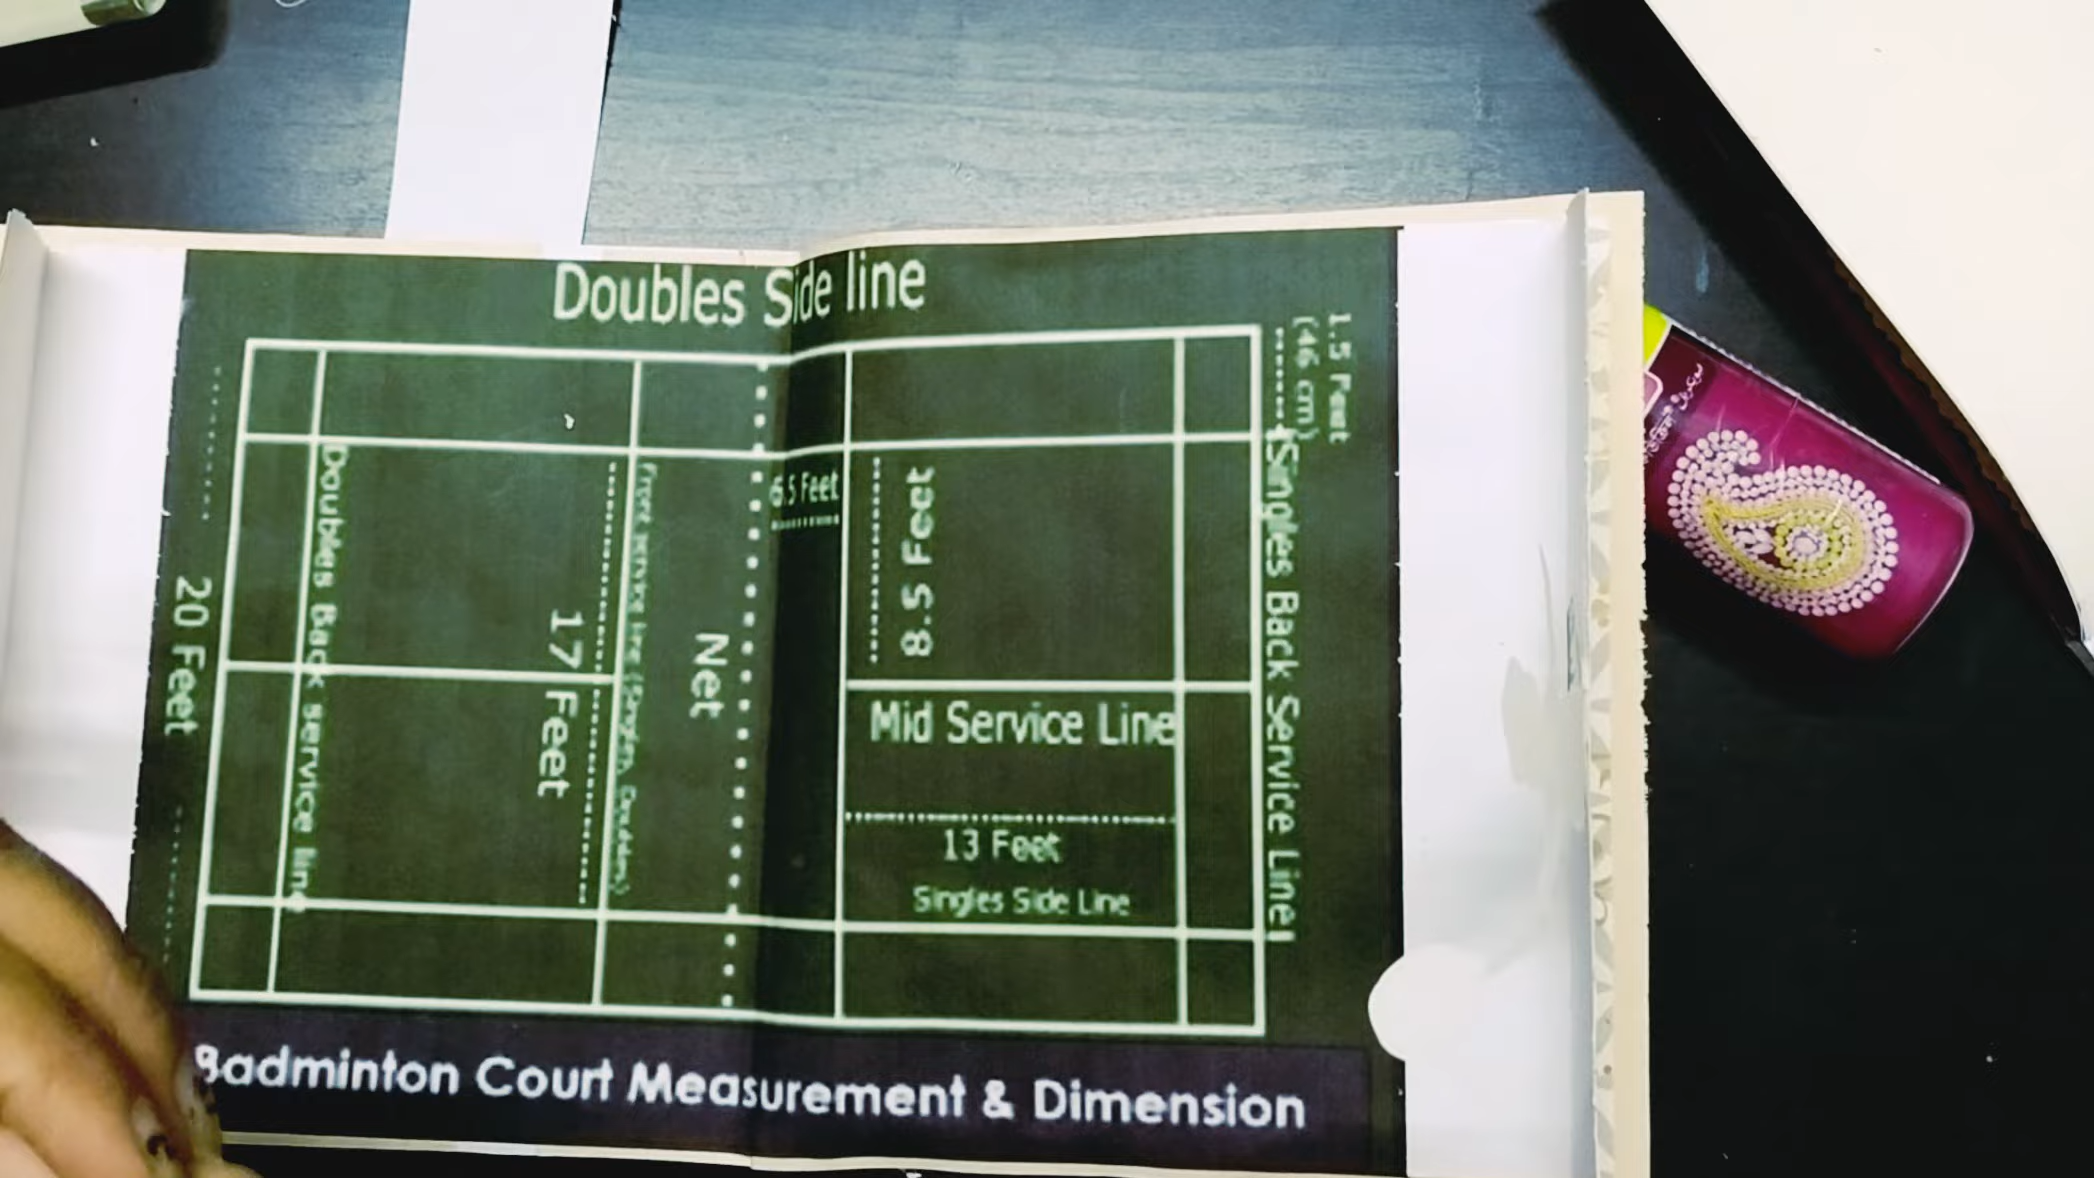 Doubles Side line
1.5 Feet
(46 cm)
20 Feet
Doubles Back service line
17 Feet
Front service line (Singles, Doubles)
Net
6.5 Feet
8.5 Feet
Mid Service Line
13 Feet
Singles Side Line
(Singles Back Service Line)
Badminton Court Measurement & Dimension